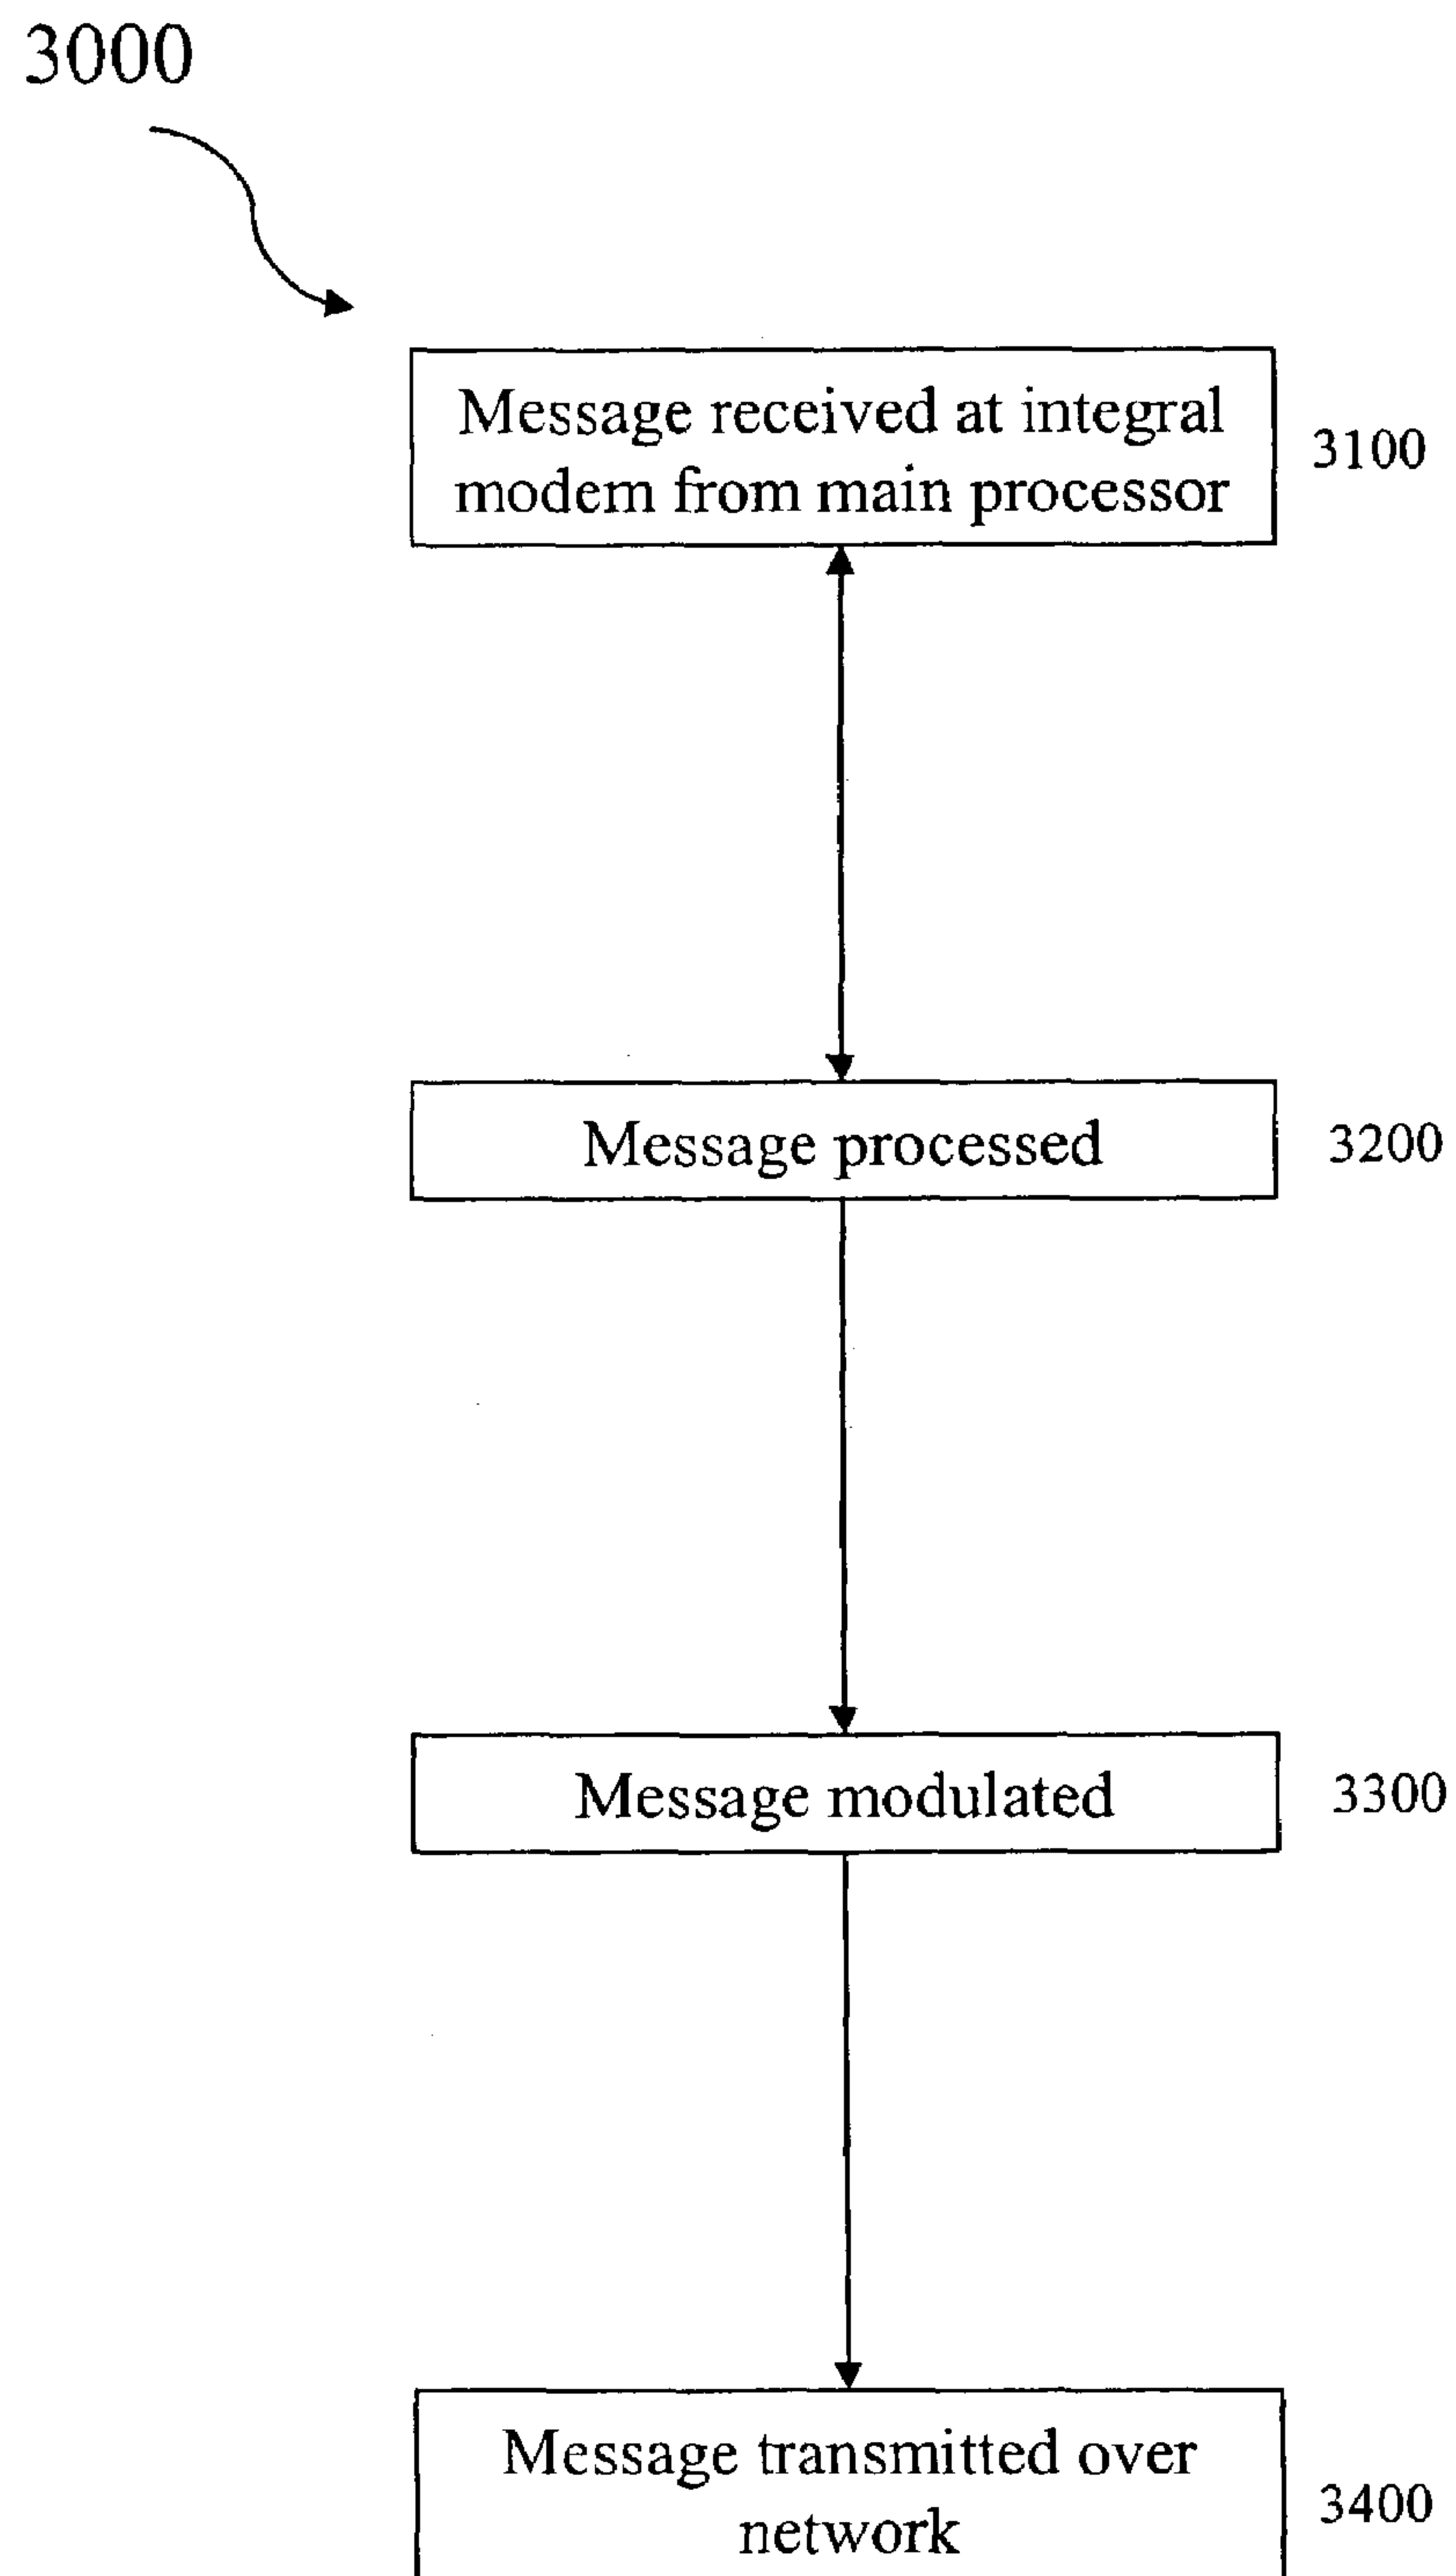 3000
Message received at integral
modem from main processor
3100
Message processed
3200
Message modulated
3300
Message transmitted over
network
3400